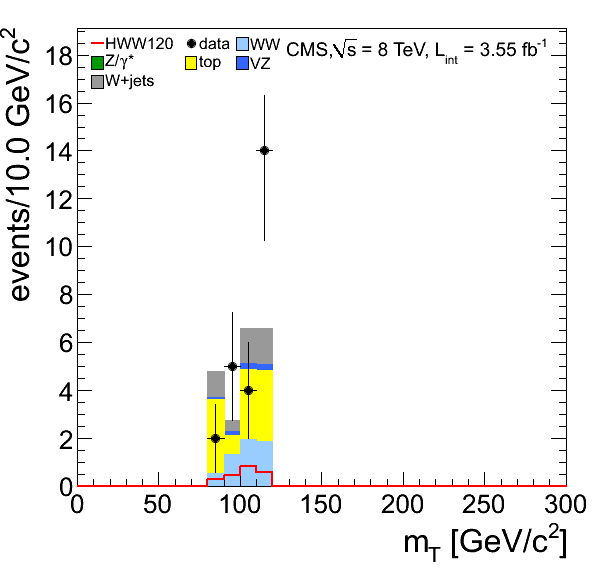 HWW120 data WW CMS,√s = 8 TeV, L_int = 3.55 fb⁻¹
Z/γ* top VZ
W+jets
events/10.0 GeV/c²
18
16
14
12
10
8
6
4
2
0
0 50 100 150 200 250 300
m_T [GeV/c²]